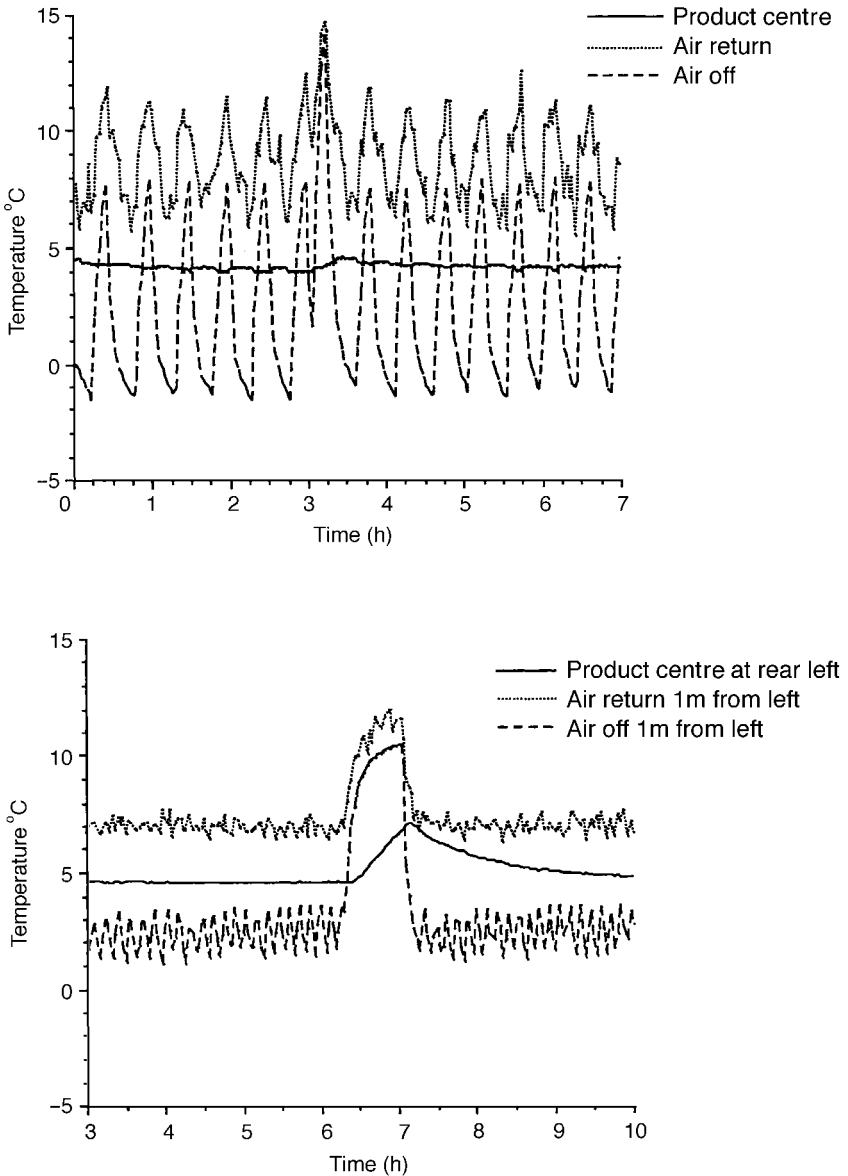 15
10
5
0
−5
Temperature °C
0 1 2 3 4 5 6 7
Time (h)
Product centre
Air return
Air off
15
10
5
0
−5
Temperature °C
3 4 5 6 7 8 9 10
Time (h)
Product centre at rear left
Air return 1m from left
Air off 1m from left